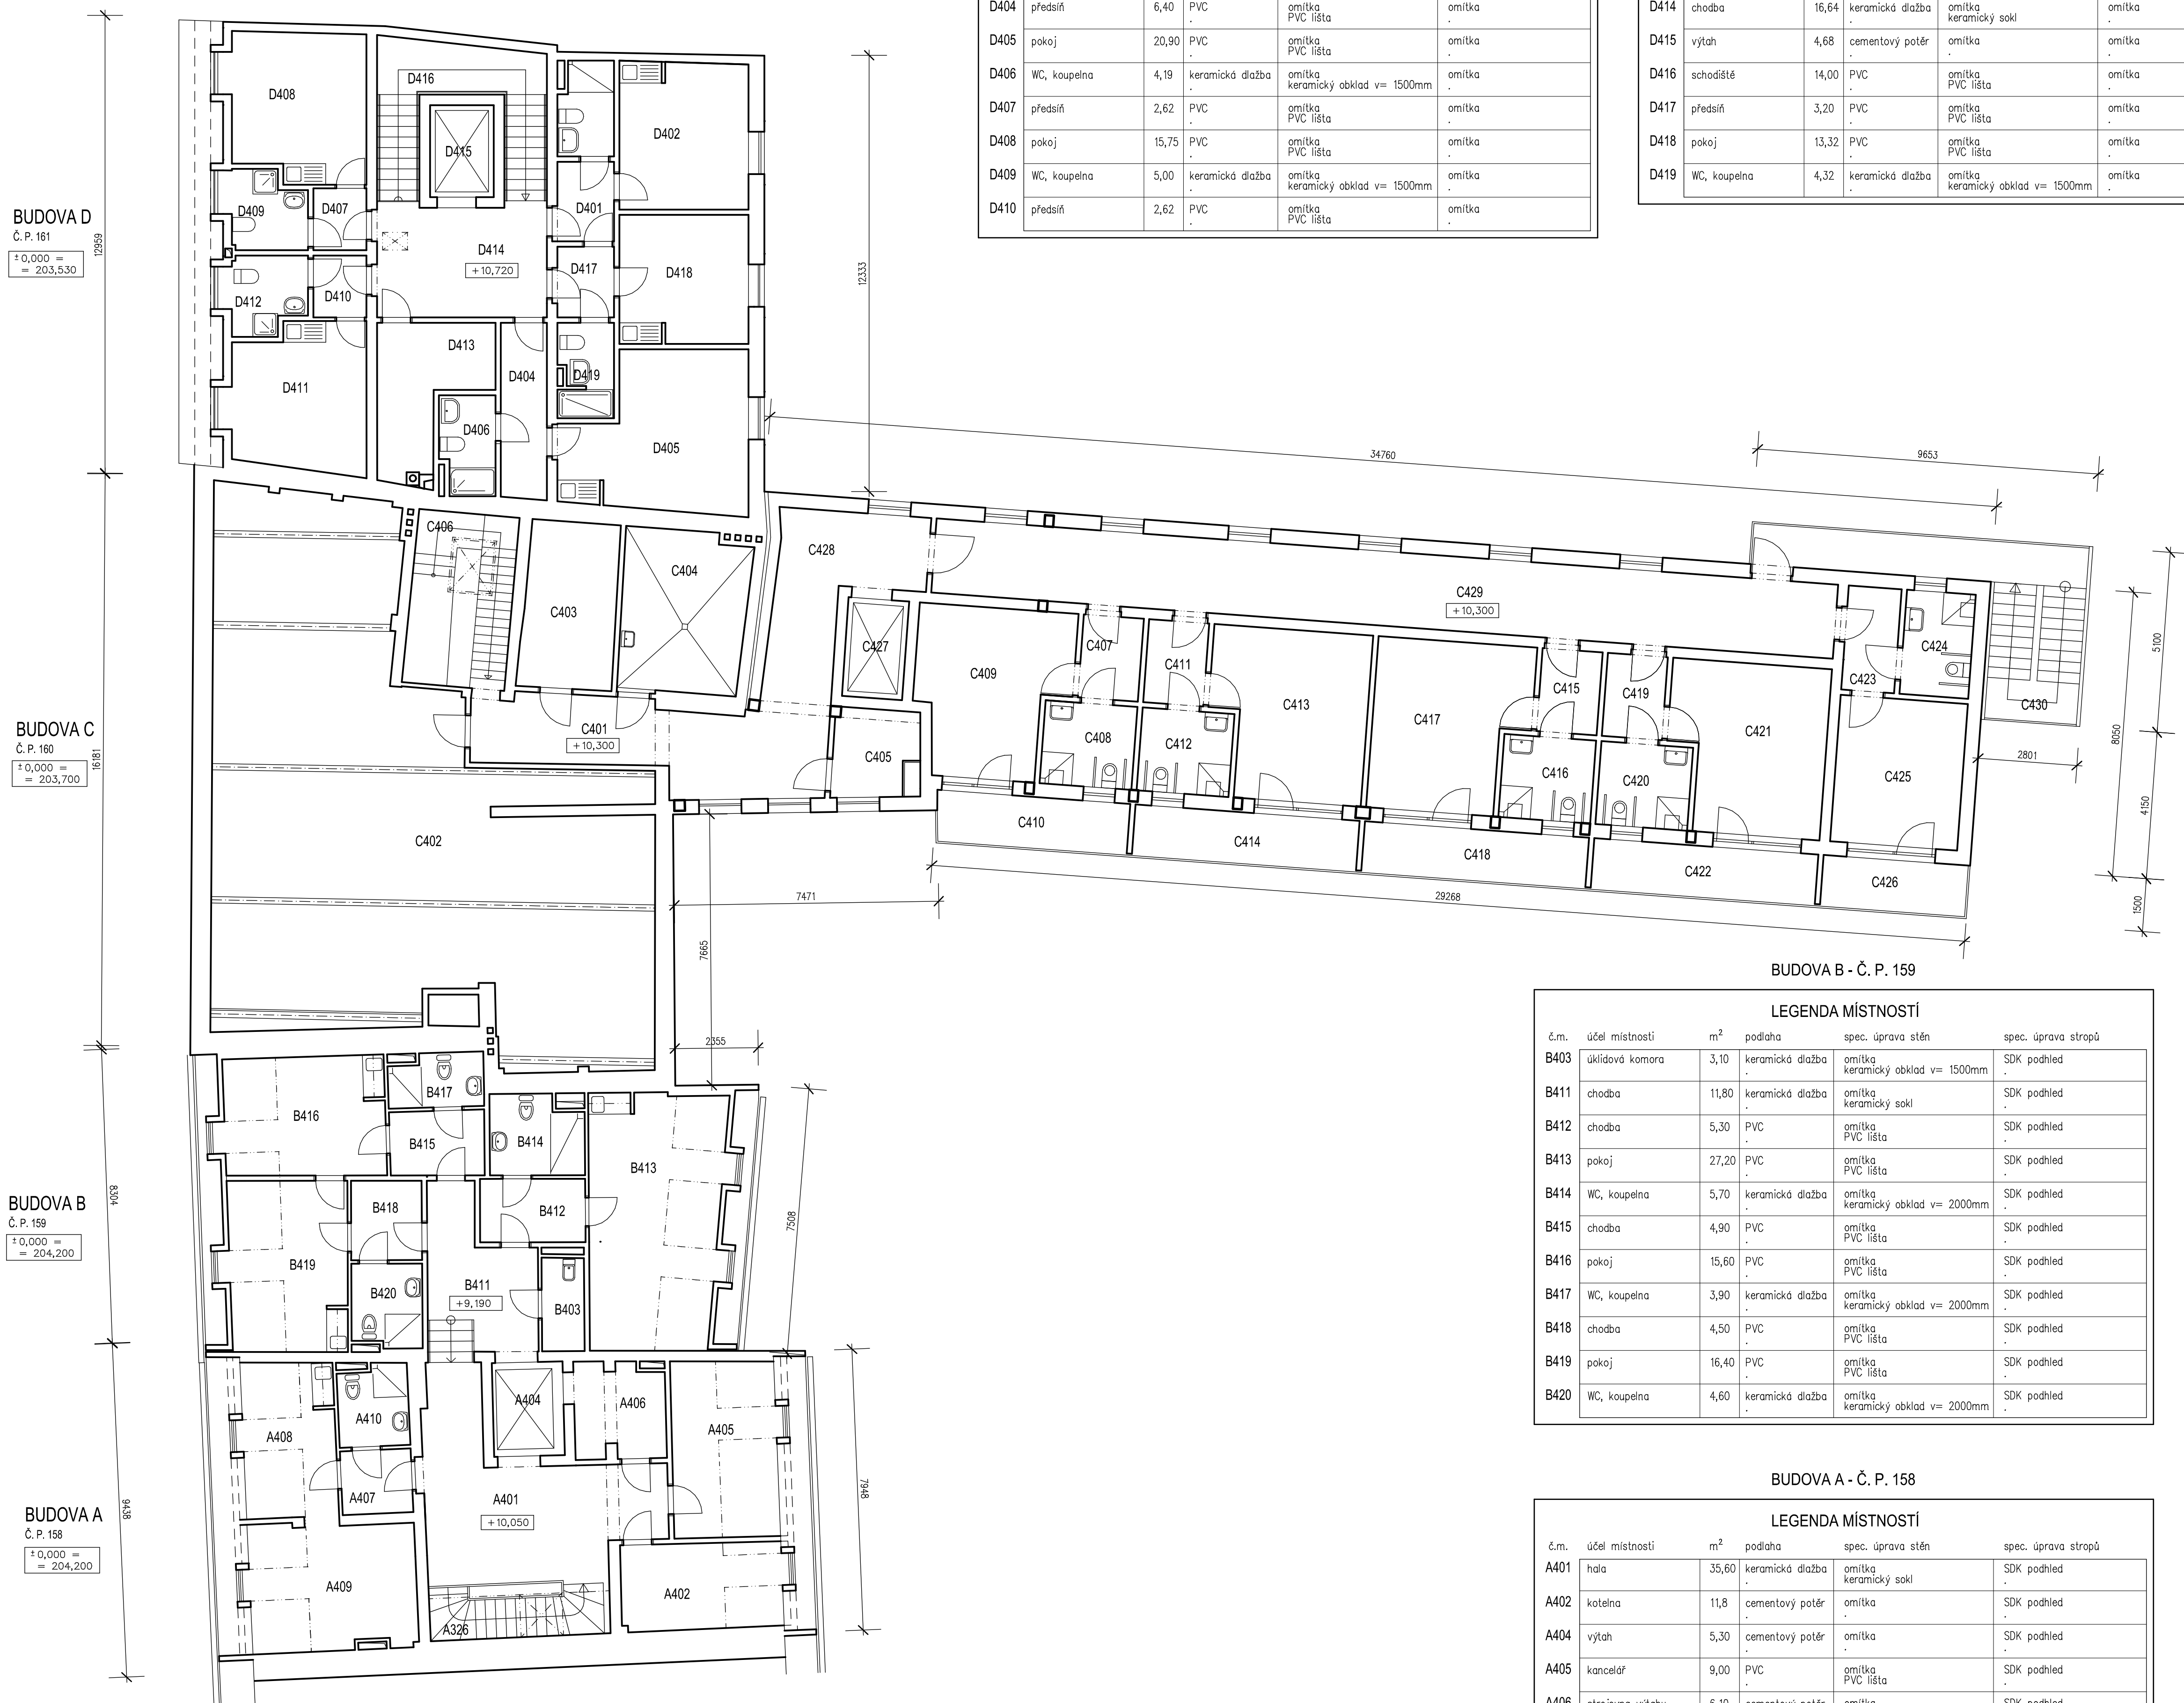 D404 předsíň 6,40 PVC omítka omítka
. PVC lišta .
D405 pokoj 20,90 PVC omítka omítka
. PVC lišta .
D406 WC, koupelna 4,19 keramická dlažba omítka omítka
. keramický obklad v= 1500mm .
D407 předsíň 2,62 PVC omítka omítka
. PVC lišta .
D408 pokoj 15,75 PVC omítka omítka
. PVC lišta .
D409 WC, koupelna 5,00 keramická dlažba omítka omítka
. keramický obklad v= 1500mm .
D410 předsíň 2,62 PVC omítka omítka
. PVC lišta .
D414 chodba 16,64 keramická dlažba omítka omítka
. keramický sokl .
D415 výtah 4,68 cementový potěr omítka omítka
. . .
D416 schodiště 14,00 PVC omítka omítka
. PVC lišta .
D417 předsíň 3,20 PVC omítka omítka
. PVC lišta .
D418 pokoj 13,32 PVC omítka omítka
. PVC lišta .
D419 WC, koupelna 4,32 keramická dlažba omítka omítka
. keramický obklad v= 1500mm .
BUDOVA D
Č. P. 161
±0,000 =
= 203,530
12959
D408
D416
D415
D402
D409
D407
D401
D414
+10,720
D417
D418
D412
D410
D413
D404
D419
D411
D406
D405
12333
34760
9653
BUDOVA C
Č. P. 160
±0,000 =
= 203,700
16181
C406
C403
C404
C428
C429
+10,300
C427
C409
C407
C411
C413
C417
C415
C419
C421
C423
C424
C430
C401
+10,300
C405
C408
C412
C416
C420
C425
C402
C410
C414
C418
C422
C426
5100
8050
4150
1500
2801
7471
29268
7665
2355
BUDOVA B
Č. P. 159
±0,000 =
= 204,200
8304
B416
B417
B415
B414
B413
B418
B412
B419
B420
B411
+9,190
B403
7508
BUDOVA A
Č. P. 158
±0,000 =
= 204,200
9438
A408
A410
A404
A406
A405
A407
A401
+10,050
A409
A402
A326
7948
BUDOVA B - Č. P. 159
LEGENDA MÍSTNOSTÍ
č.m. účel místnosti m² podlaha spec. úprava stěn spec. úprava stropů
B403 úklidová komora 3,10 keramická dlažba omítka SDK podhled
. keramický obklad v= 1500mm .
B411 chodba 11,80 keramická dlažba omítka SDK podhled
. keramický sokl .
B412 chodba 5,30 PVC omítka SDK podhled
. PVC lišta .
B413 pokoj 27,20 PVC omítka SDK podhled
. PVC lišta .
B414 WC, koupelna 5,70 keramická dlažba omítka SDK podhled
. keramický obklad v= 2000mm .
B415 chodba 4,90 PVC omítka SDK podhled
. PVC lišta .
B416 pokoj 15,60 PVC omítka SDK podhled
. PVC lišta .
B417 WC, koupelna 3,90 keramická dlažba omítka SDK podhled
. keramický obklad v= 2000mm .
B418 chodba 4,50 PVC omítka SDK podhled
. PVC lišta .
B419 pokoj 16,40 PVC omítka SDK podhled
. PVC lišta .
B420 WC, koupelna 4,60 keramická dlažba omítka SDK podhled
. keramický obklad v= 2000mm .
BUDOVA A - Č. P. 158
LEGENDA MÍSTNOSTÍ
č.m. účel místnosti m² podlaha spec. úprava stěn spec. úprava stropů
A401 hala 35,60 keramická dlažba omítka SDK podhled
. keramický sokl .
A402 kotelna 11,8 cementový potěr omítka SDK podhled
. . .
A404 výtah 5,30 cementový potěr omítka SDK podhled
. . .
A405 kancelář 9,00 PVC omítka SDK podhled
. PVC lišta .
A406 strojovna výtahu 6,10 cementový potěr omítka SDK podhled